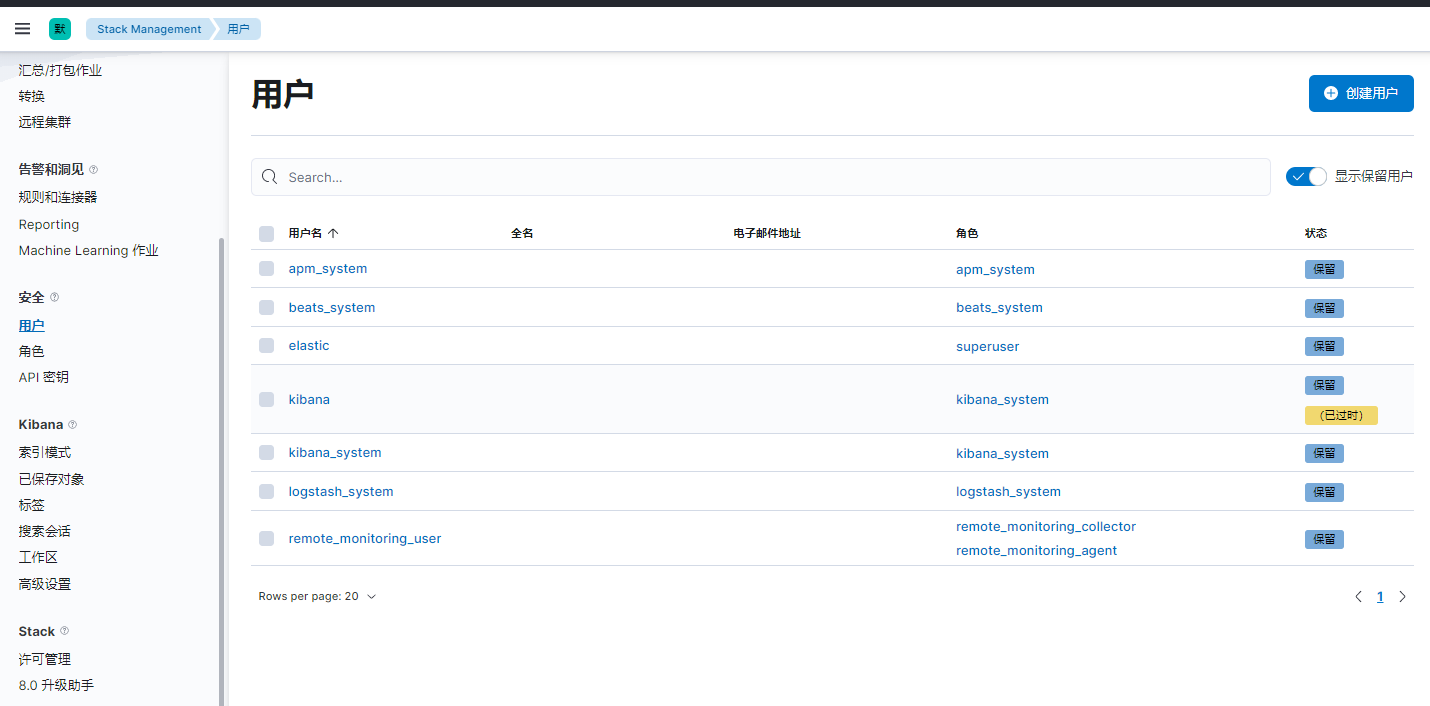 默 Stack Management 用户
汇总/打包作业
转换
远程集群
告警和洞见
规则和连接器
Reporting
Machine Learning 作业
安全
用户
角色
API 密钥
Kibana
索引模式
已保存对象
标签
搜索会话
工作区
高级设置
Stack
许可管理
8.0 升级助手
用户
创建用户
Search...
显示保留用户
用户名 全名 电子邮件地址 角色 状态
apm_system apm_system 保留
beats_system beats_system 保留
elastic superuser 保留
kibana kibana_system 保留
(已过时)
kibana_system kibana_system 保留
logstash_system logstash_system 保留
remote_monitoring_user remote_monitoring_collector 保留
remote_monitoring_agent
Rows per page: 20 1